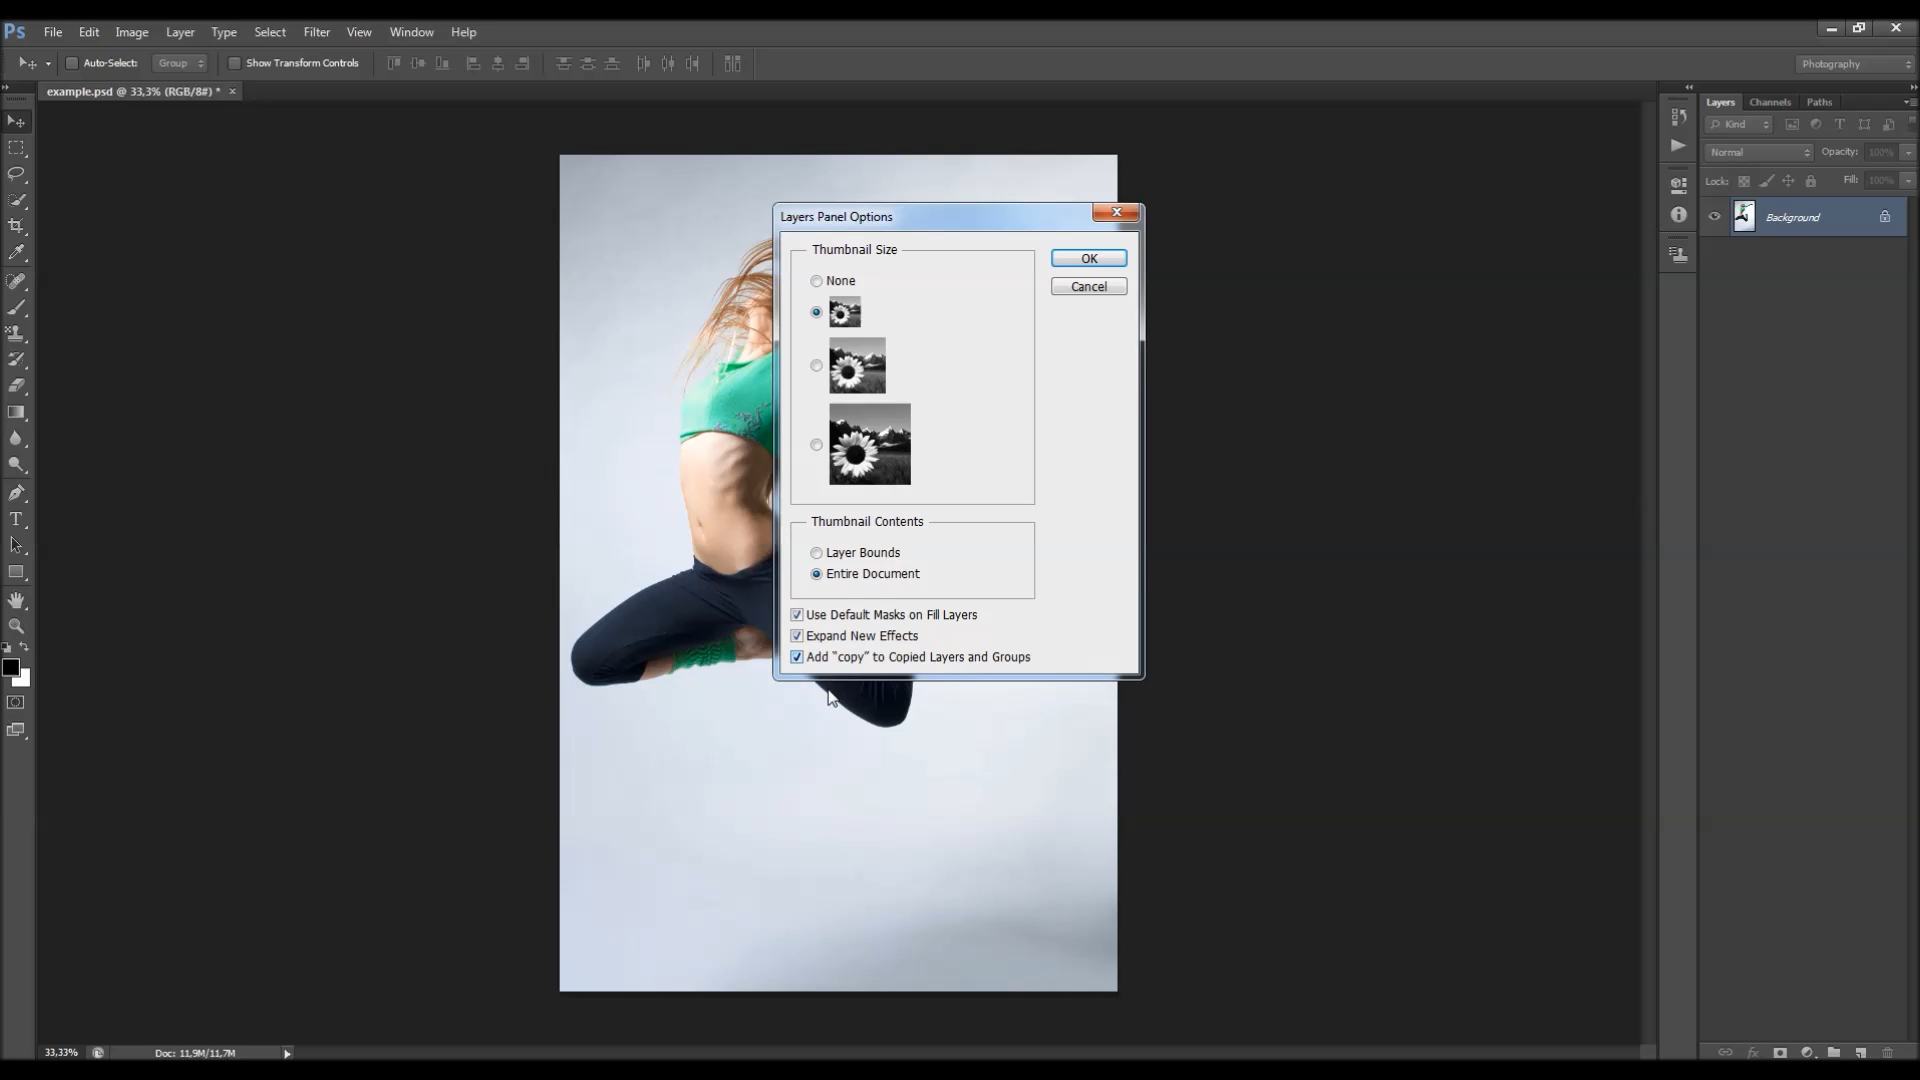 Ps File Edit Image Layer Type Select Filter View Window Help
Auto-Select: Group Show Transform Controls Photography
example.psd @ 33,3% (RGB/8#) * ×
Layers Channels Paths
Kind
Normal Opacity: 100%
Lock: Fill: 100%
Background
Layers Panel Options
Thumbnail Size
OK
None
Cancel
Thumbnail Contents
Layer Bounds
Entire Document
Use Default Masks on Fill Layers
Expand New Effects
Add “copy” to Copied Layers and Groups
33,33% Doc: 11,9M/11,7M